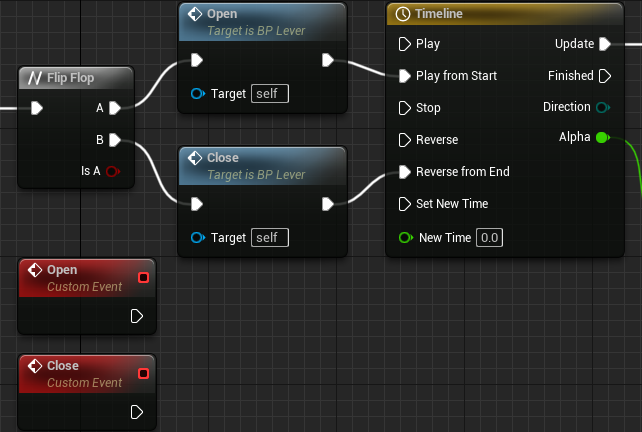 Flip Flop
A
B
Is A
Open
Target is BP Lever
Target self
Close
Target is BP Lever
Target self
Timeline
Play Update
Play from Start Finished
Stop Direction
Reverse Alpha
Reverse from End
Set New Time
New Time 0.0
Open
Custom Event
Close
Custom Event